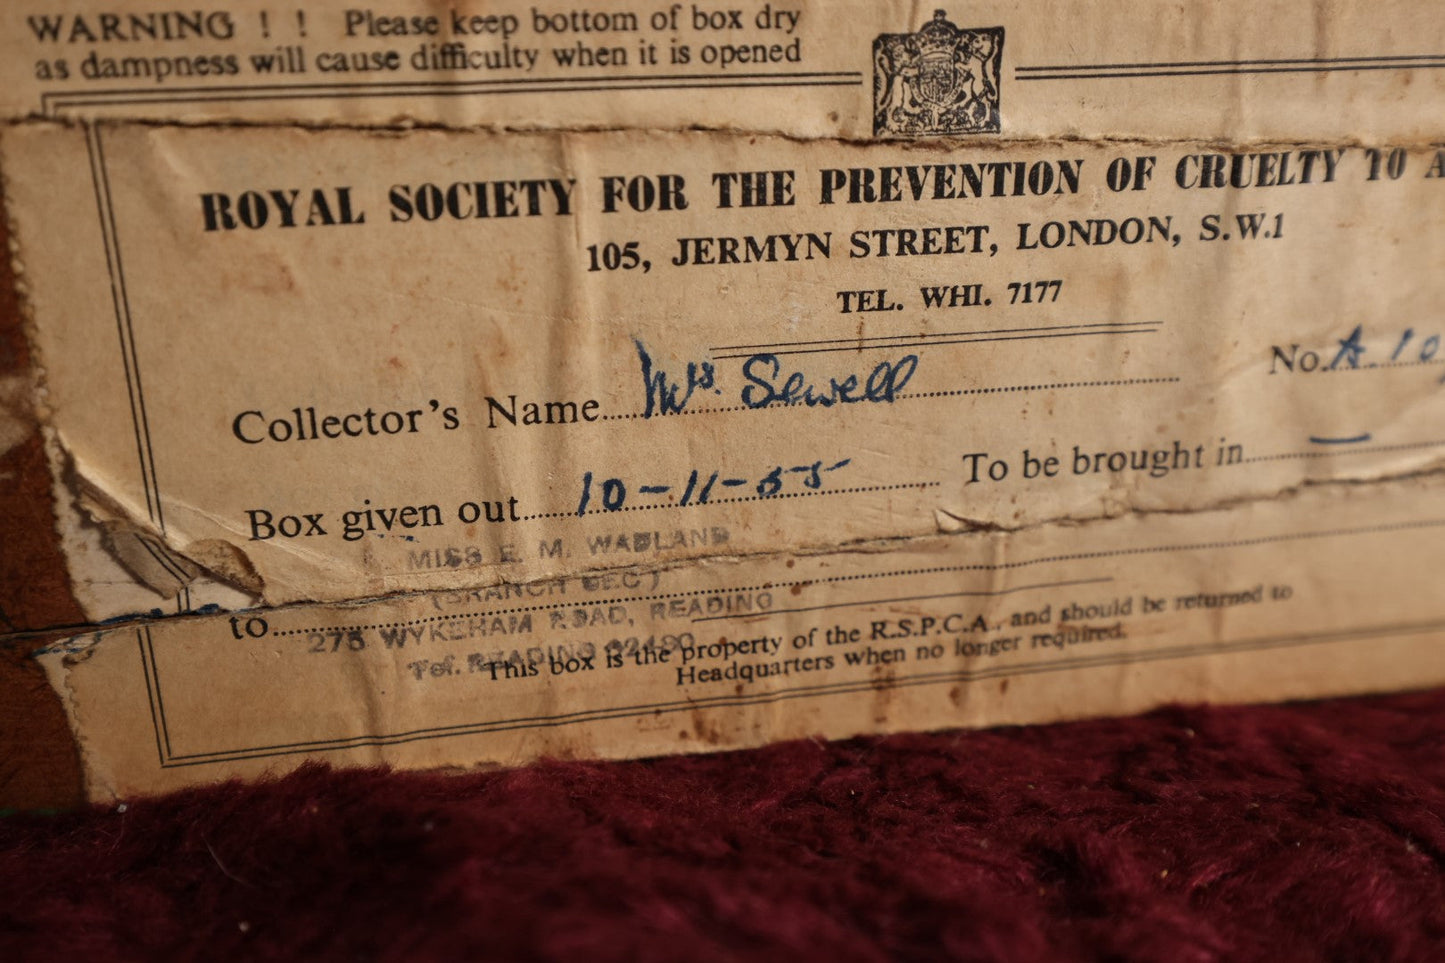 WARNING ! ! Please keep bottom of box dry
as dampness will cause difficulty when it is opened
ROYAL SOCIETY FOR THE PREVENTION OF CRUELTY TO A
105, JERMYN STREET, LONDON, S.W.1
TEL. WHI. 7177
Collector's Name Mrs. Sewell No. A.10
Box given out 10-11-55 To be brought in
MISS E. M. WADLAND
(BRANCH SEC)
to
WYKEHAM ROAD, READING
Tel. READING
This box is the property of the R.S.P.C.A., and should be returned to
Headquarters when no longer required.